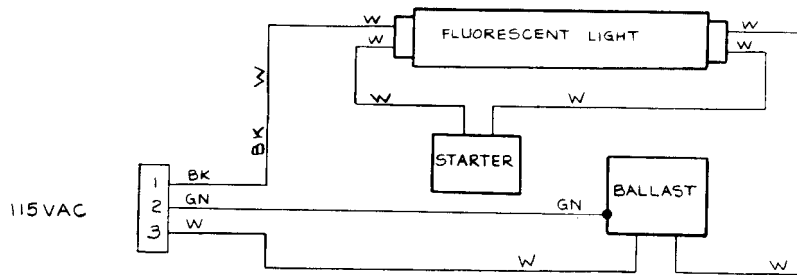 W FLUORESCENT LIGHT W
W W
W
BK
W W
STARTER
1 BK
2 GN GN
3 W
115VAC
BALLAST
W W